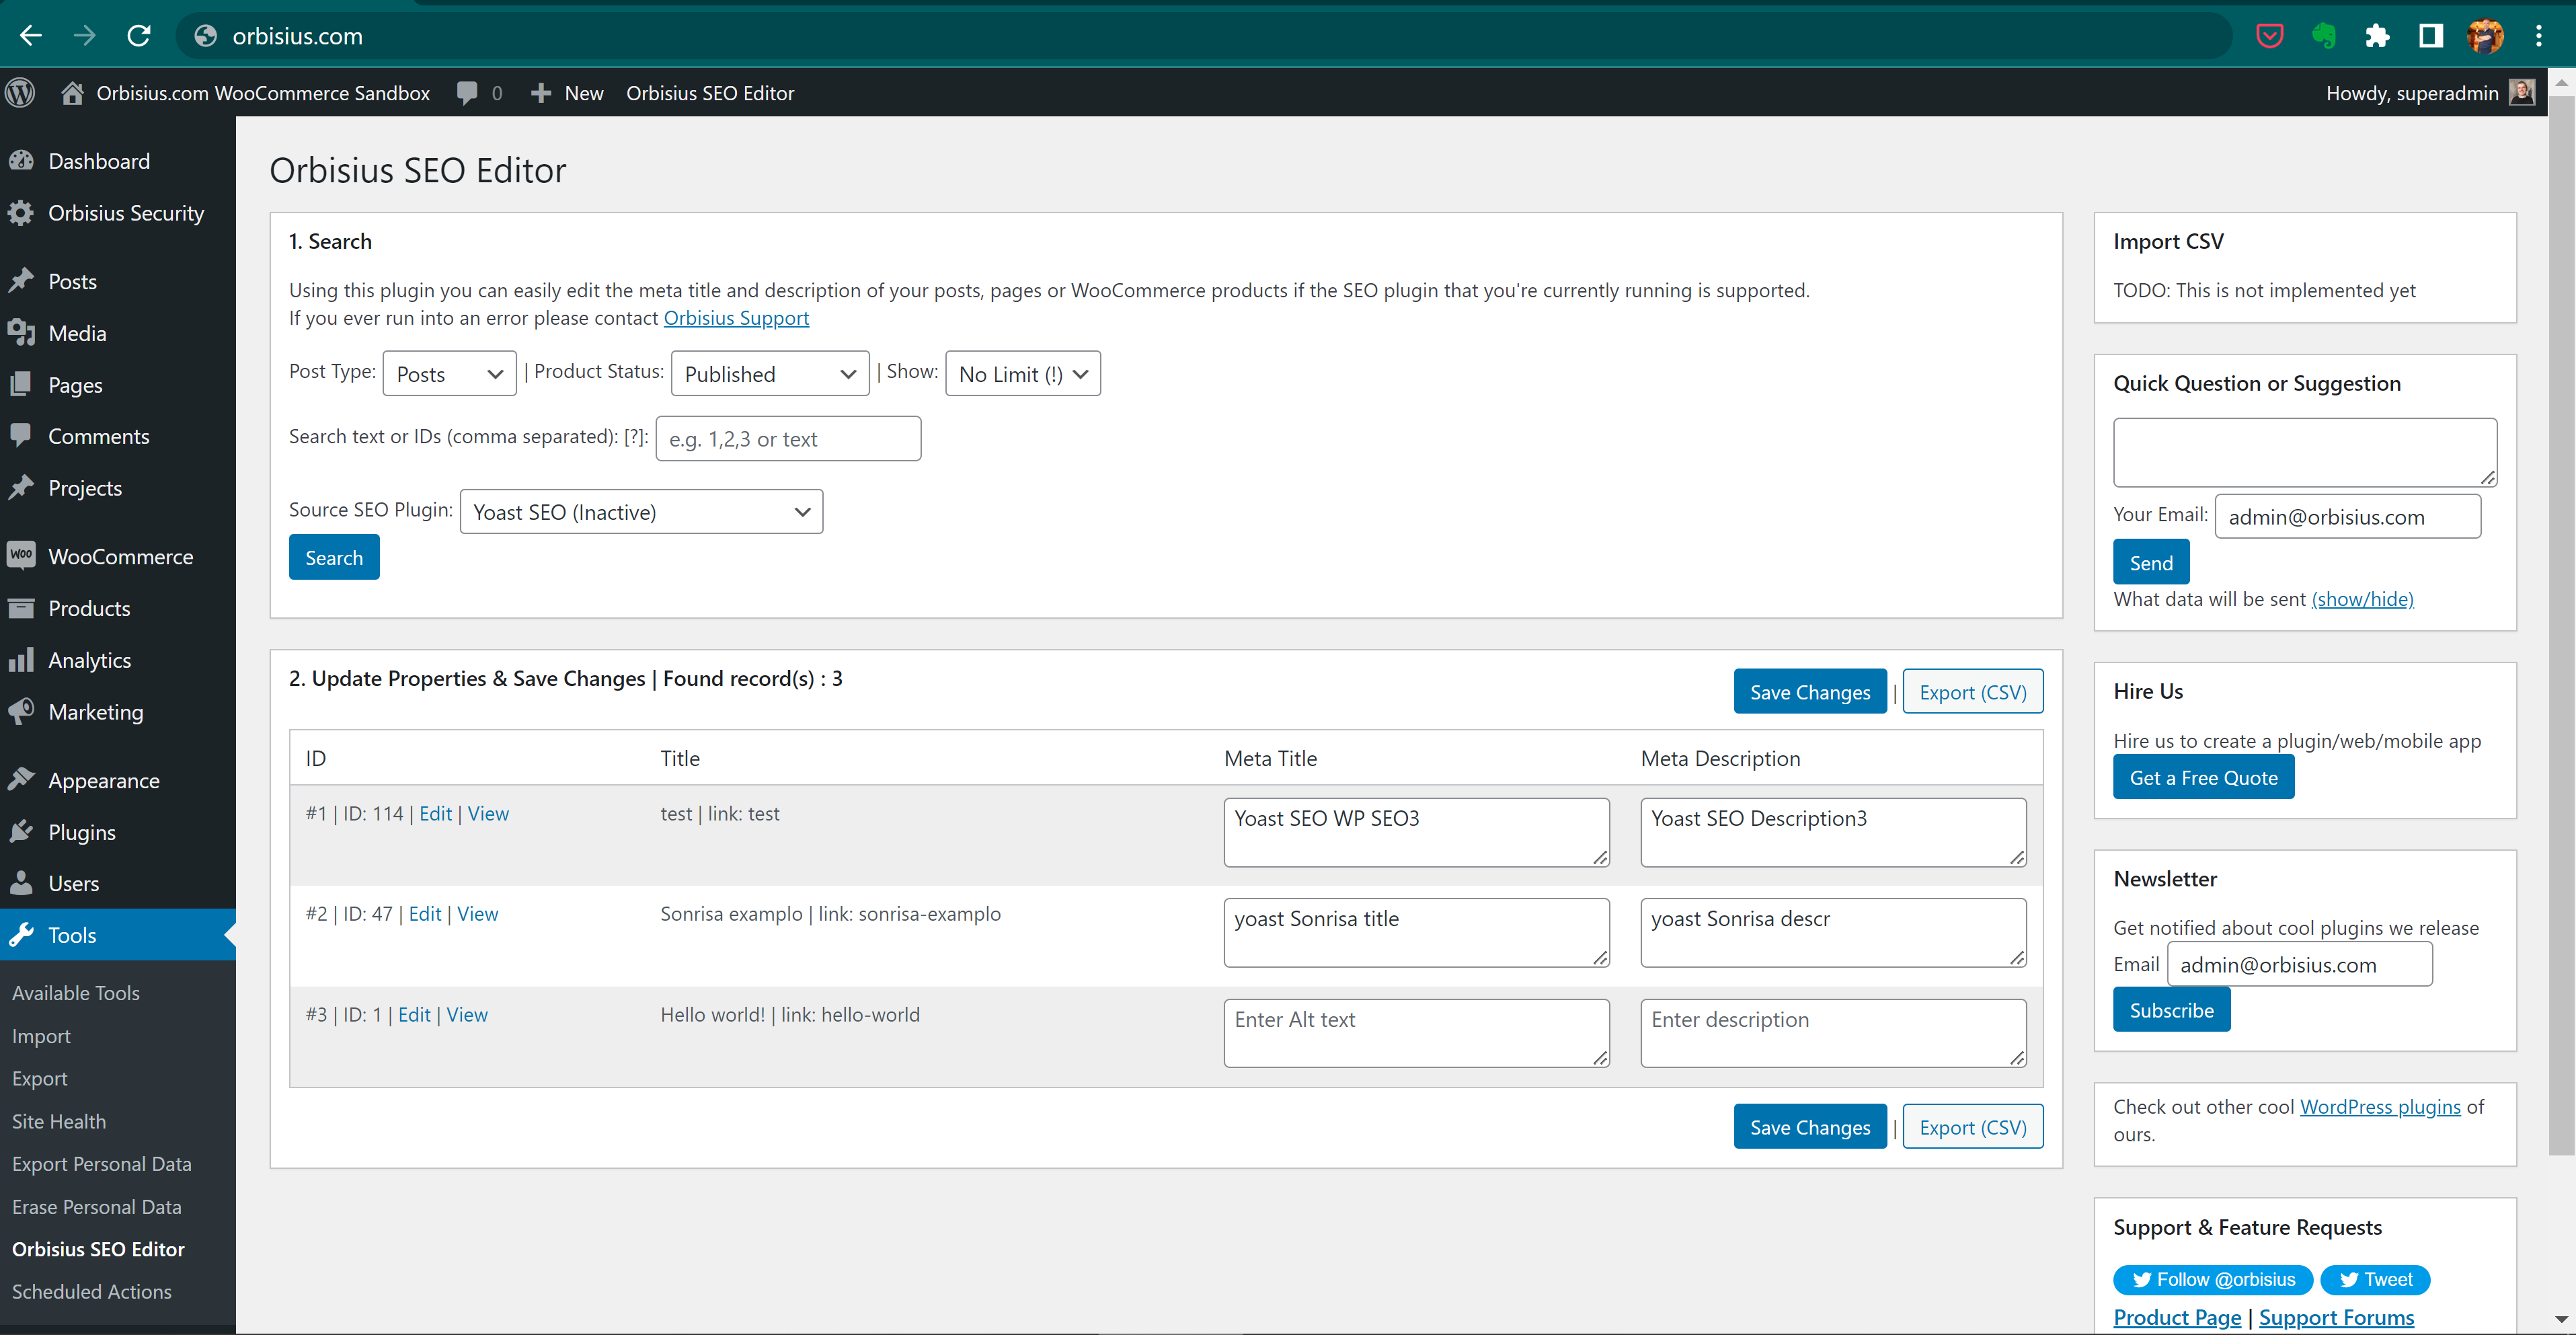 orbisius.com
Orbisius.com WooCommerce Sandbox 0 New Orbisius SEO Editor Howdy, superadmin
Dashboard
Orbisius Security
Posts
Media
Pages
Comments
Projects
Woo WooCommerce
Products
Analytics
Marketing
Appearance
Plugins
Users
Tools
Available Tools
Import
Export
Site Health
Export Personal Data
Erase Personal Data
Orbisius SEO Editor
Scheduled Actions
Orbisius SEO Editor
1. Search
Using this plugin you can easily edit the meta title and description of your posts, pages or WooCommerce products if the SEO plugin that you're currently running is supported.
If you ever run into an error please contact Orbisius Support
Post Type: Posts | Product Status: Published | Show: No Limit (!)
Search text or IDs (comma separated): [?]: e.g. 1,2,3 or text
Source SEO Plugin: Yoast SEO (Inactive)
Search
2. Update Properties & Save Changes | Found record(s) : 3
Save Changes | Export (CSV)
ID Title Meta Title Meta Description
#1 | ID: 114 | Edit | View test | link: test Yoast SEO WP SEO3 Yoast SEO Description3
#2 | ID: 47 | Edit | View Sonrisa examplo | link: sonrisa-examplo yoast Sonrisa title yoast Sonrisa descr
#3 | ID: 1 | Edit | View Hello world! | link: hello-world Enter Alt text Enter description
Save Changes | Export (CSV)
Import CSV
TODO: This is not implemented yet
Quick Question or Suggestion
Your Email: admin@orbisius.com
Send
What data will be sent (show/hide)
Hire Us
Hire us to create a plugin/web/mobile app
Get a Free Quote
Newsletter
Get notified about cool plugins we release
Email admin@orbisius.com
Subscribe
Check out other cool WordPress plugins of
ours.
Support & Feature Requests
Follow @orbisius Tweet
Product Page | Support Forums